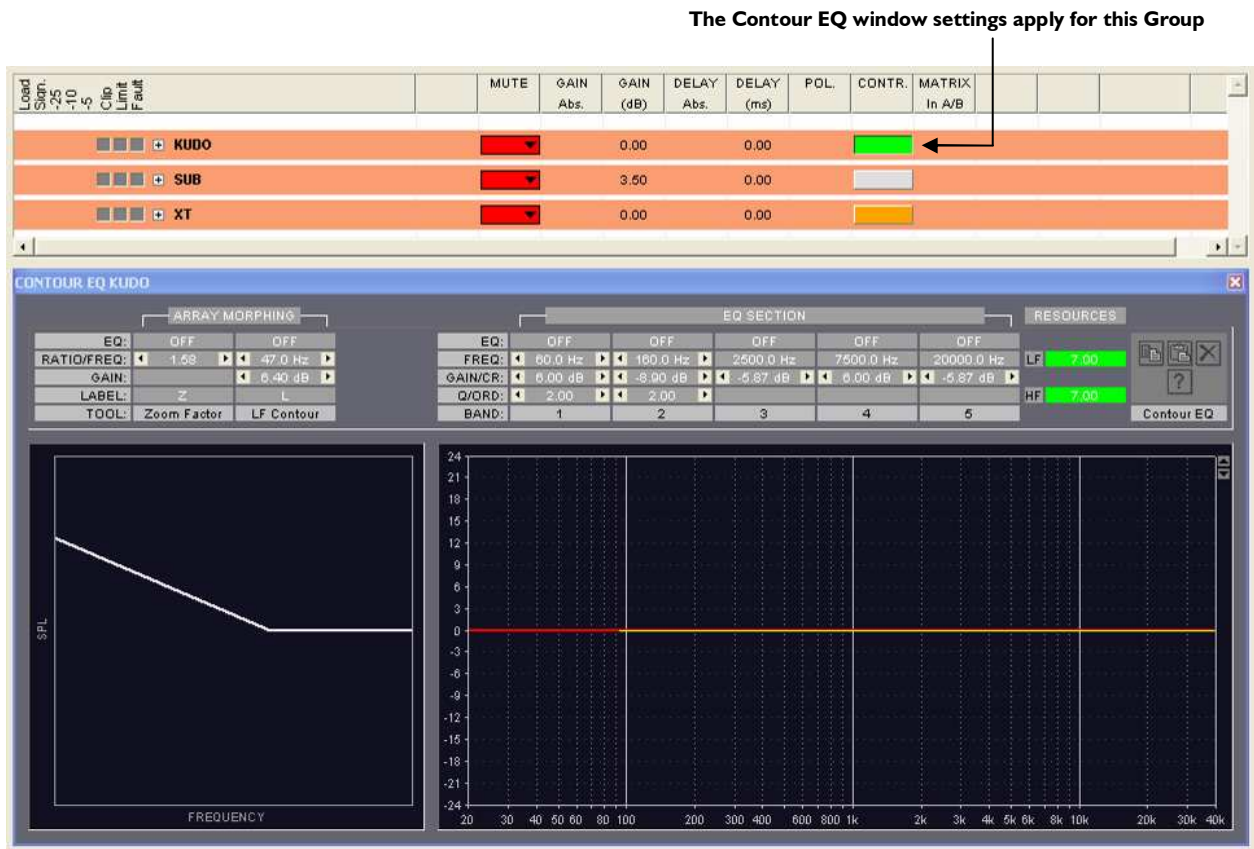 The Contour EQ window settings apply for this Group
Load
Sign.
-25
-10
-5
Clip
Limit
Fault
MUTE GAIN GAIN DELAY DELAY POL. CONTR. MATRIX
Abs. (dB) Abs. (ms) In A/B
+ KUDO 0.00 0.00
+ SUB 3.50 0.00
+ XT 0.00 0.00
CONTOUR EQ KUDO
ARRAY MORPHING EQ SECTION RESOURCES
EQ: OFF OFF EQ: OFF OFF OFF OFF OFF
RATIO/FREQ: 1.58 47.0 Hz FREQ: 60.0 Hz 160.0 Hz 2500.0 Hz 7500.0 Hz 20000.0 Hz LF 7.00
GAIN: 6.40 dB GAIN/CR: 6.00 dB -8.90 dB -5.87 dB 6.00 dB -5.87 dB
LABEL: Z L Q/ORD: 2.00 2.00 HF 7.00
TOOL: Zoom Factor LF Contour BAND: 1 2 3 4 5 Contour EQ
?
SPL
FREQUENCY
24
21
18
15
12
9
6
3
0
-3
-6
-9
-12
-15
-18
-21
-24
20 30 40 50 60 80 100 200 300 400 600 800 1k 2k 3k 4k 5k 6k 8k 10k 20k 30k 40k